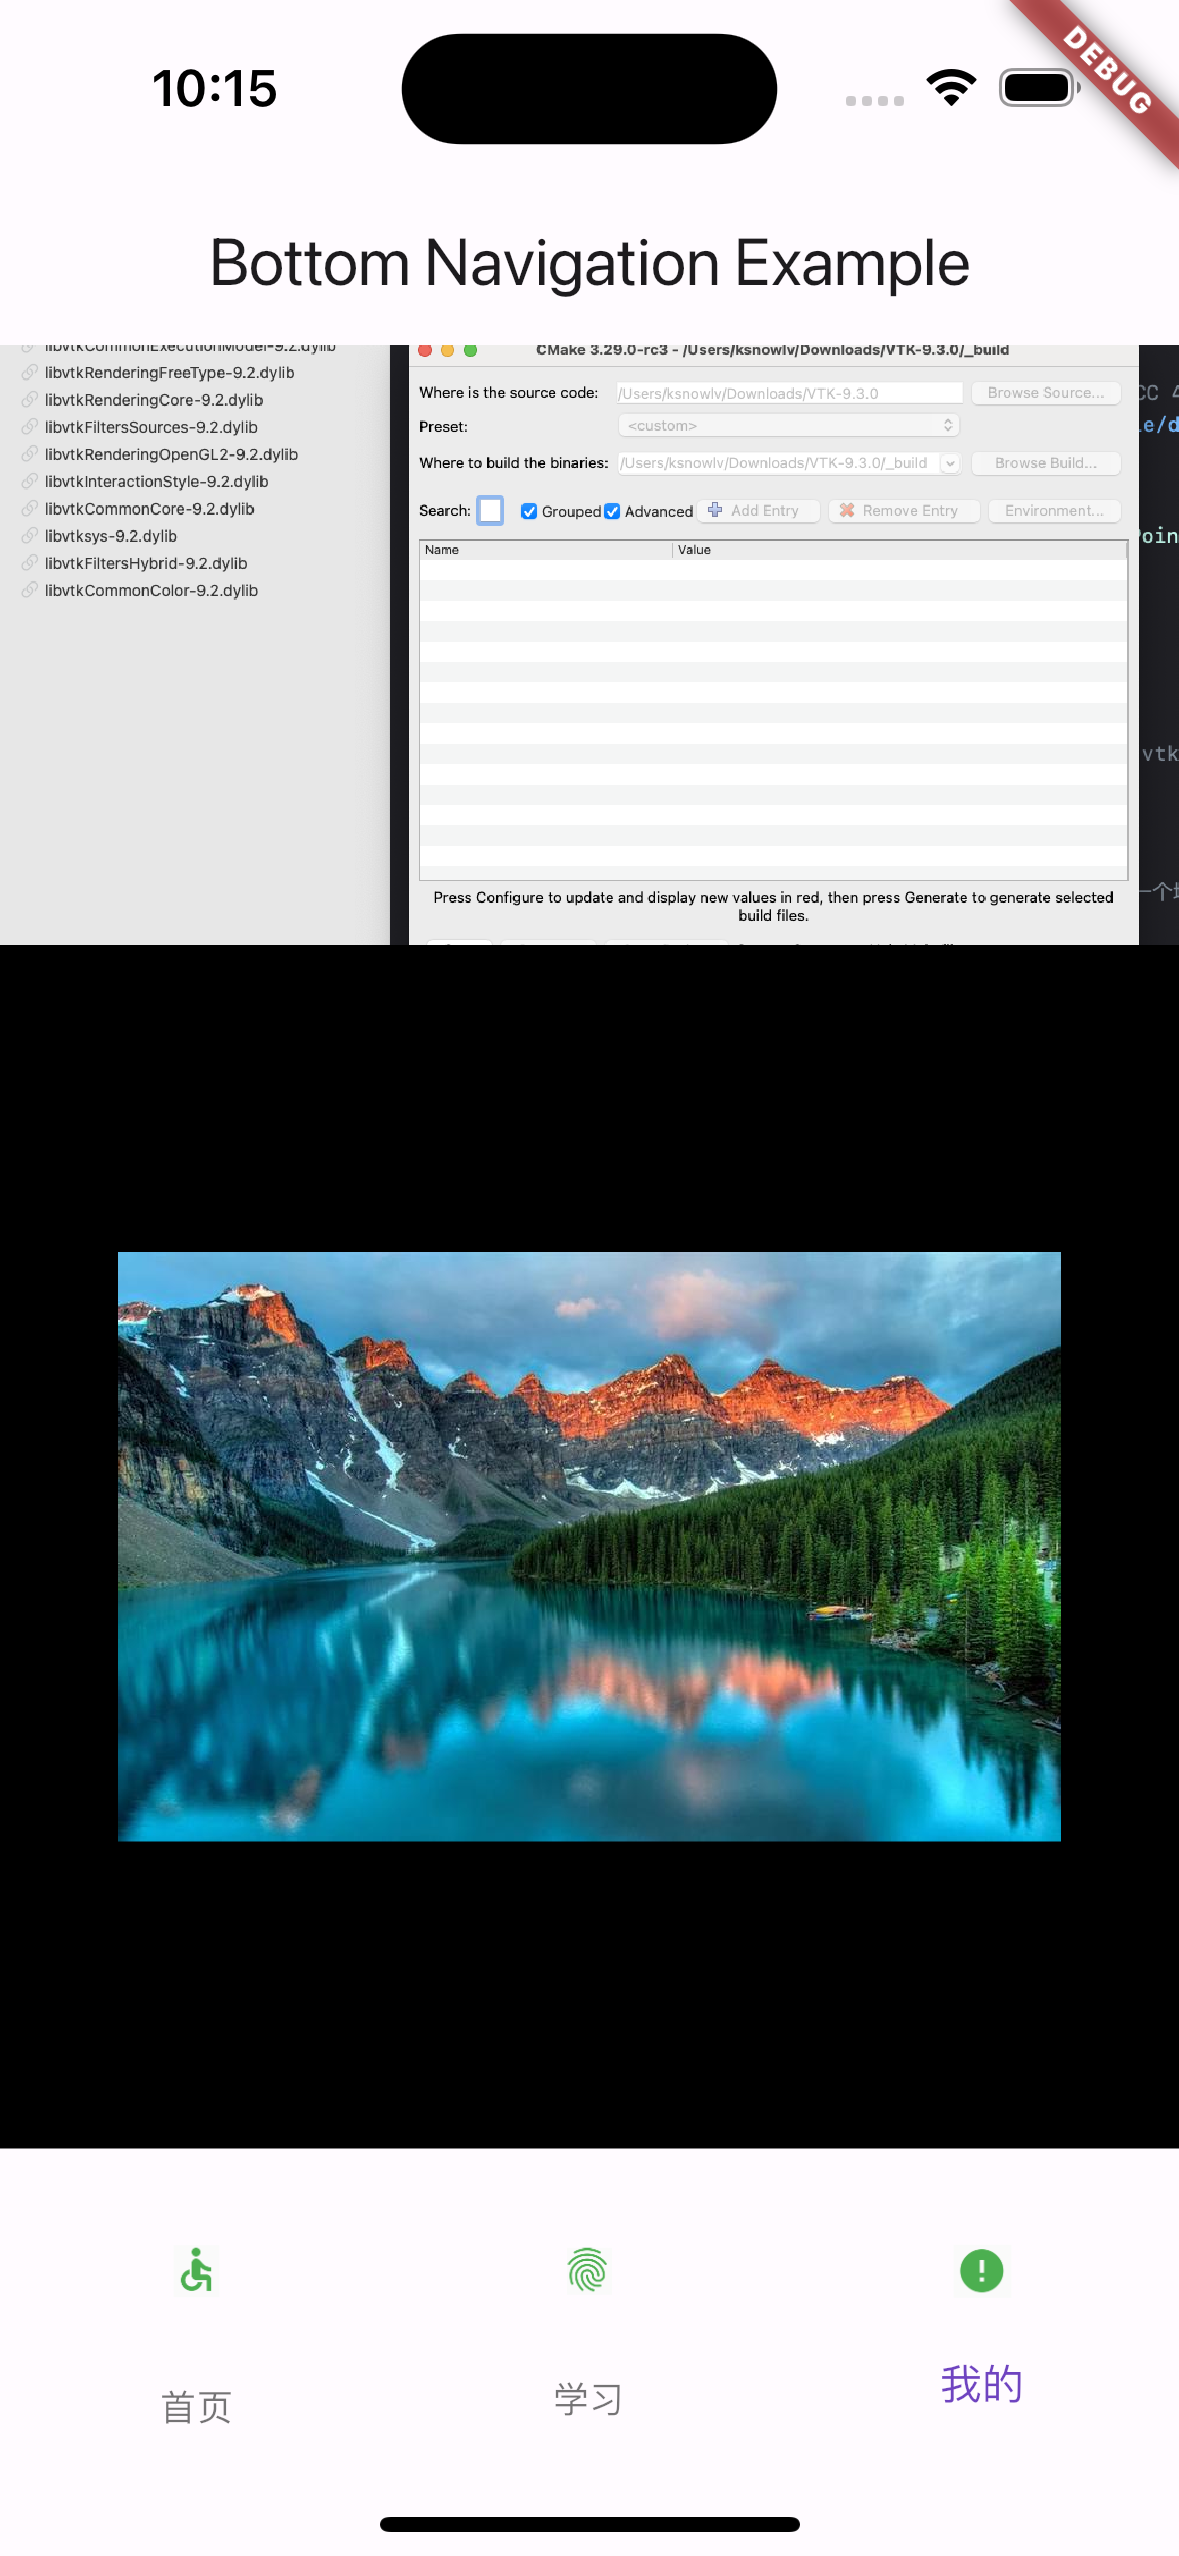 10:15
DEBUG
Bottom Navigation Example
libvtkCommonExecutionModel-9.2.dylib
libvtkRenderingFreeType-9.2.dylib
libvtkRenderingCore-9.2.dylib
libvtkFiltersSources-9.2.dylib
libvtkRenderingOpenGL2-9.2.dylib
libvtkInteractionStyle-9.2.dylib
libvtkCommonCore-9.2.dylib
libvtksys-9.2.dylib
libvtkFiltersHybrid-9.2.dylib
libvtkCommonColor-9.2.dylib
CMake 3.29.0-rc3 - /Users/ksnowlv/Downloads/VTK-9.3.0/_build
Where is the source code: /Users/ksnowlv/Downloads/VTK-9.3.0 Browse Source...
Preset: <custom>
Where to build the binaries: /Users/ksnowlv/Downloads/VTK-9.3.0/_build Browse Build...
Search: Grouped Advanced Add Entry Remove Entry Environment...
Name Value
Press Configure to update and display new values in red, then press Generate to generate selected
build files.
CC 4
le/d
Poin
vtk
一个
首页
学习
我的